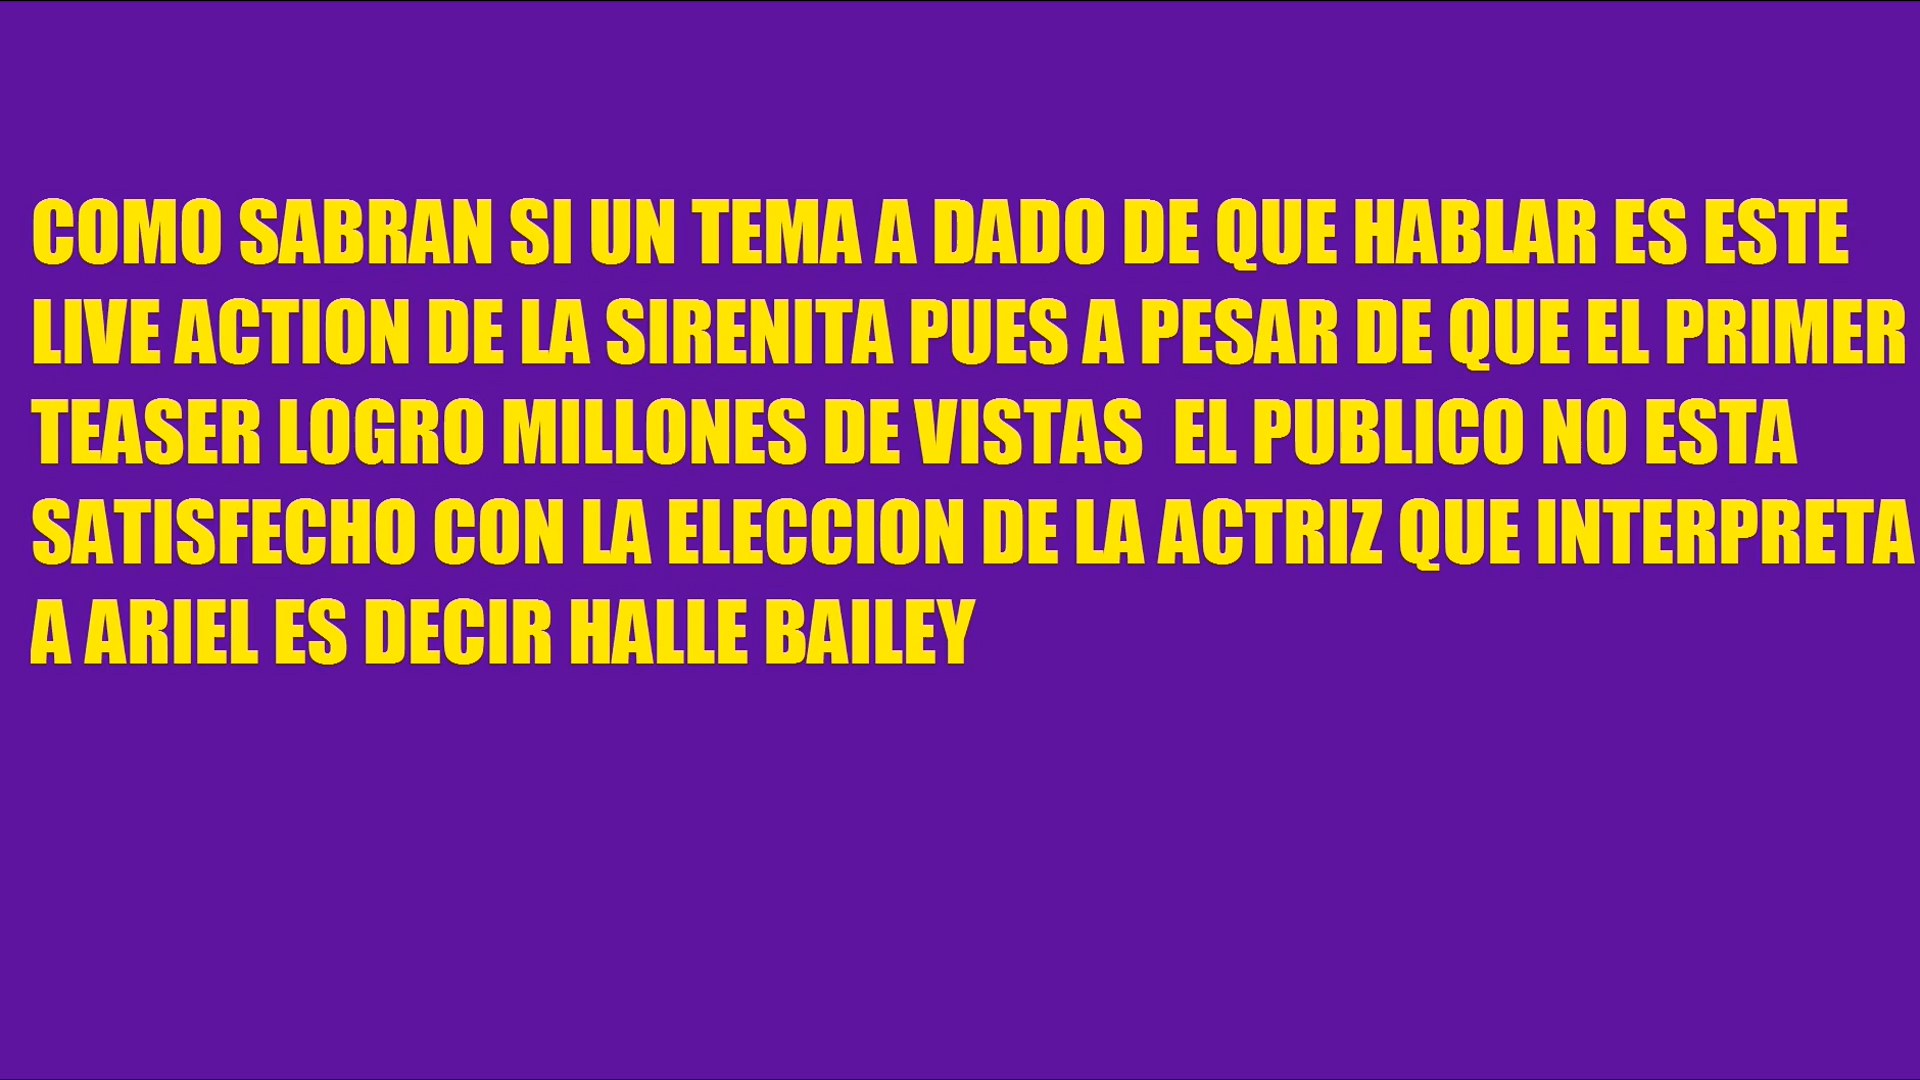 COMO SABRAN SI UN TEMA A DADO DE QUE HABLAR ES ESTE
LIVE ACTION DE LA SIRENITA PUES A PESAR DE QUE EL PRIMER
TEASER LOGRO MILLONES DE VISTAS  EL PUBLICO NO ESTA
SATISFECHO CON LA ELECCION DE LA ACTRIZ QUE INTERPRETA
A ARIEL ES DECIR HALLE BAILEY